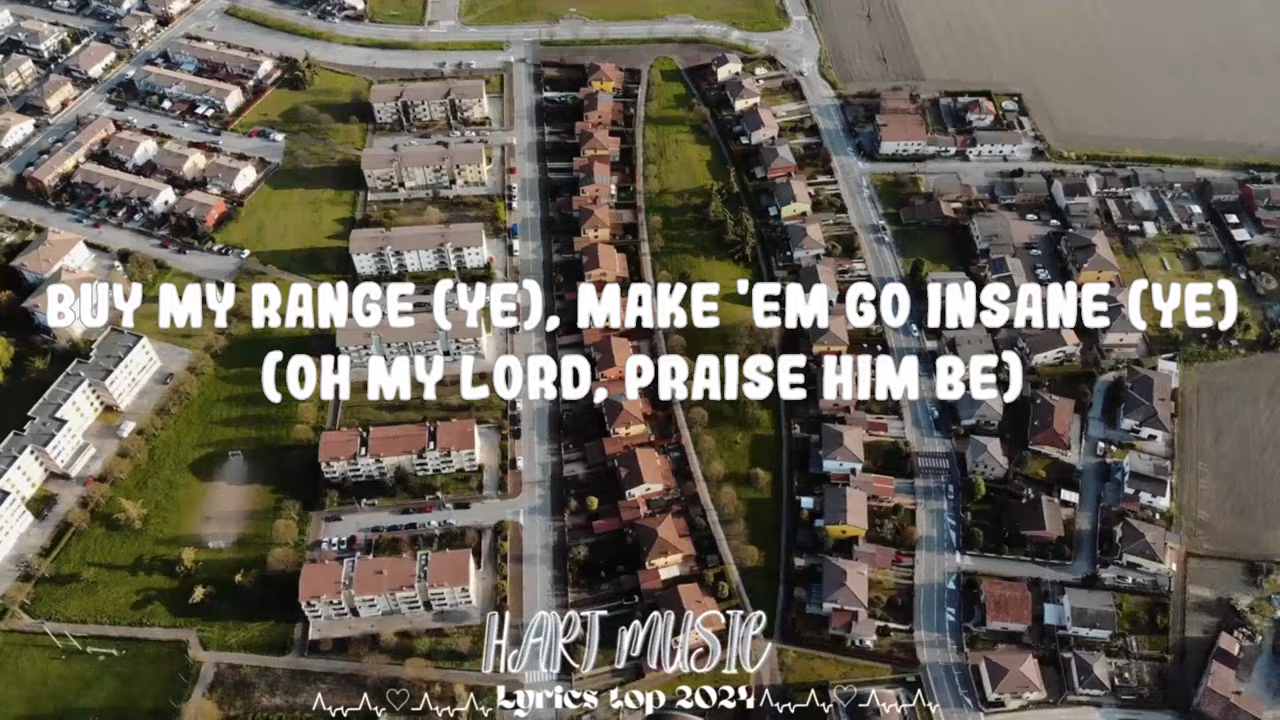 BUY MY RANGE (YE), MAKE 'EM GO INSANE (YE)
(OH MY LORD, PRAISE HIM BE)
HART MUSIC
Lyrics top 2024